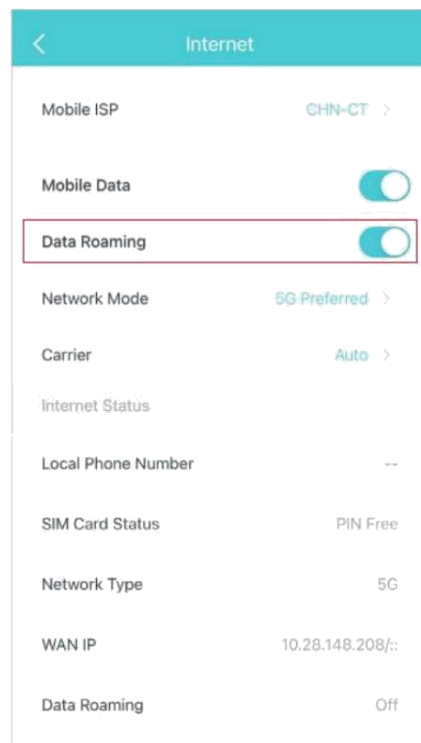 Internet
Mobile ISP CHN-CT
Mobile Data
Data Roaming
Network Mode 5G Preferred
Carrier Auto
Internet Status
Local Phone Number --
SIM Card Status PIN Free
Network Type 5G
WAN IP 10.28.148.208/::
Data Roaming Off